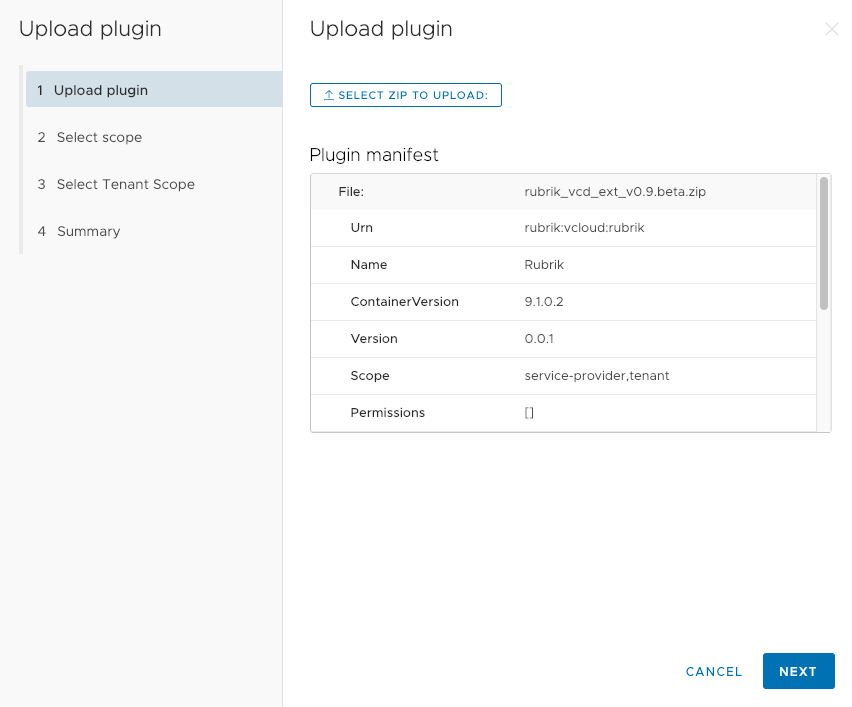 Upload plugin
1 Upload plugin
2 Select scope
3 Select Tenant Scope
4 Summary
Upload plugin
SELECT ZIP TO UPLOAD:
Plugin manifest
File: rubrik_vcd_ext_v0.9.beta.zip
Urn rubrik:vcloud:rubrik
Name Rubrik
ContainerVersion 9.1.0.2
Version 0.0.1
Scope service-provider,tenant
Permissions []
CANCEL NEXT